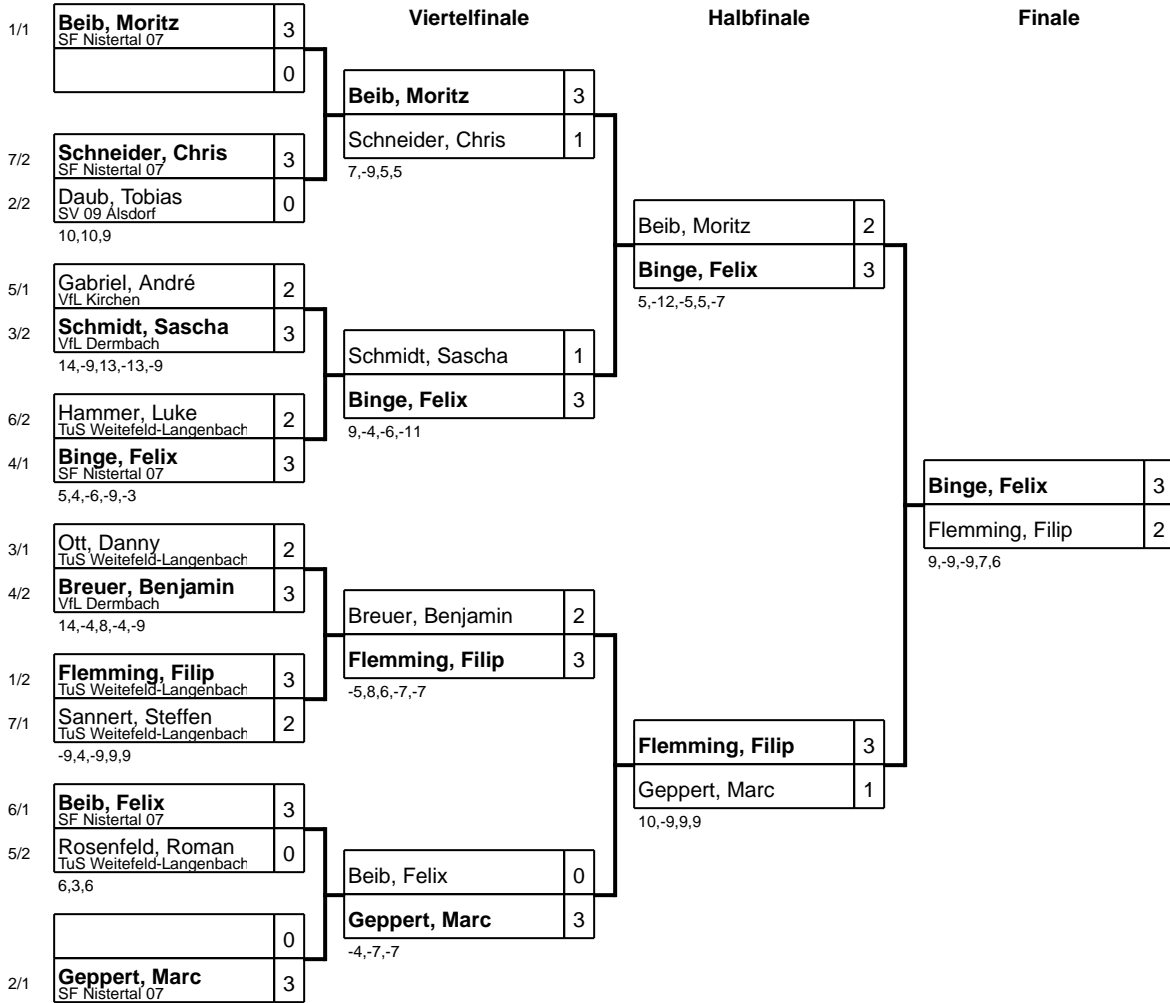 Viertelfinale
Halbfinale
Finale
1/1
Beib, Moritz
SF Nistertal 07
3
0
7/2
Schneider, Chris
SF Nistertal 07
3
2/2
Daub, Tobias
SV 09 Alsdorf
0
10,10,9
5/1
Gabriel, André
VfL Kirchen
2
3/2
Schmidt, Sascha
VfL Dermbach
3
14,-9,13,-13,-9
6/2
Hammer, Luke
TuS Weitefeld-Langenbach
2
4/1
Binge, Felix
SF Nistertal 07
3
5,4,-6,-9,-3
3/1
Ott, Danny
TuS Weitefeld-Langenbach
2
4/2
Breuer, Benjamin
VfL Dermbach
3
14,-4,8,-4,-9
1/2
Flemming, Filip
TuS Weitefeld-Langenbach
3
7/1
Sannert, Steffen
TuS Weitefeld-Langenbach
2
-9,4,-9,9,9
6/1
Beib, Felix
SF Nistertal 07
3
5/2
Rosenfeld, Roman
TuS Weitefeld-Langenbach
0
6,3,6
0
2/1
Geppert, Marc
SF Nistertal 07
3
Beib, Moritz
3
Schneider, Chris
1
7,-9,5,5
Schmidt, Sascha
1
Binge, Felix
3
9,-4,-6,-11
Breuer, Benjamin
2
Flemming, Filip
3
-5,8,6,-7,-7
Beib, Felix
0
Geppert, Marc
3
-4,-7,-7
Beib, Moritz
2
Binge, Felix
3
5,-12,-5,5,-7
Flemming, Filip
3
Geppert, Marc
1
10,-9,9,9
Binge, Felix
3
Flemming, Filip
2
9,-9,-9,7,6